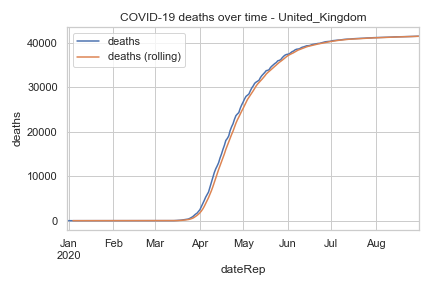 COVID-19 deaths over time - United_Kingdom
deaths
deaths (rolling)
40000
30000
20000
10000
0
deaths
Jan Feb Mar Apr May Jun Jul Aug
2020
dateRep